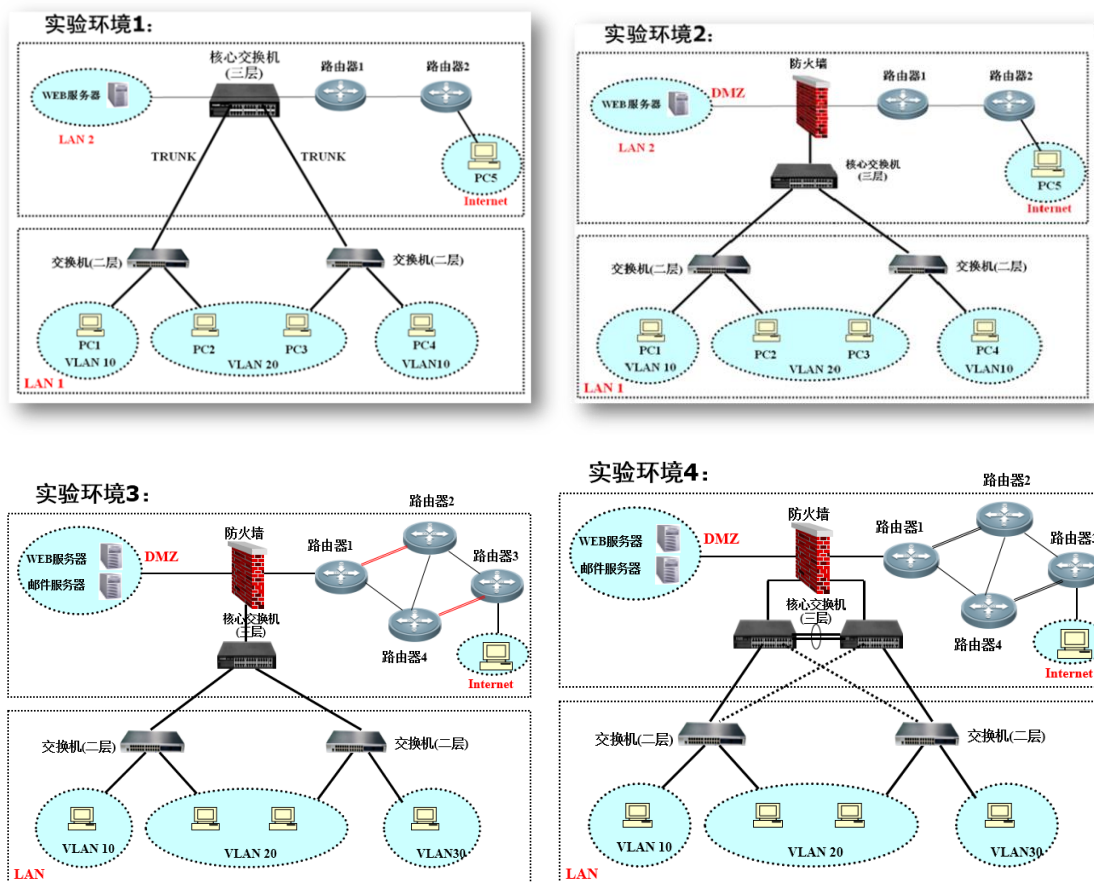 实验环境1:
核心交换机
(三层)
路由器1
路由器2
WEB服务器
LAN 2
TRUNK
TRUNK
PC5
Internet
交换机(二层)
交换机(二层)
PC1
PC2
PC3
PC4
VLAN 10
VLAN 20
VLAN10
LAN 1
实验环境2:
防火墙
路由器1
路由器2
WEB服务器
DMZ
LAN 2
核心交换机
(三层)
PC5
Internet
交换机(二层)
交换机(二层)
PC1
PC2
PC3
PC4
VLAN 10
VLAN 20
VLAN10
LAN 1
实验环境3:
路由器2
防火墙
路由器1
路由器3
WEB服务器
DMZ
邮件服务器
核心交换机
(三层)
路由器4
Internet
交换机(二层)
交换机(二层)
VLAN 10
VLAN 20
VLAN30
LAN
实验环境4:
路由器2
防火墙
路由器1
WEB服务器
DMZ
路由器3
邮件服务器
核心交换机
(三层)
路由器4
Internet
交换机(二层)
交换机(二层)
VLAN 10
VLAN 20
VLAN30
LAN